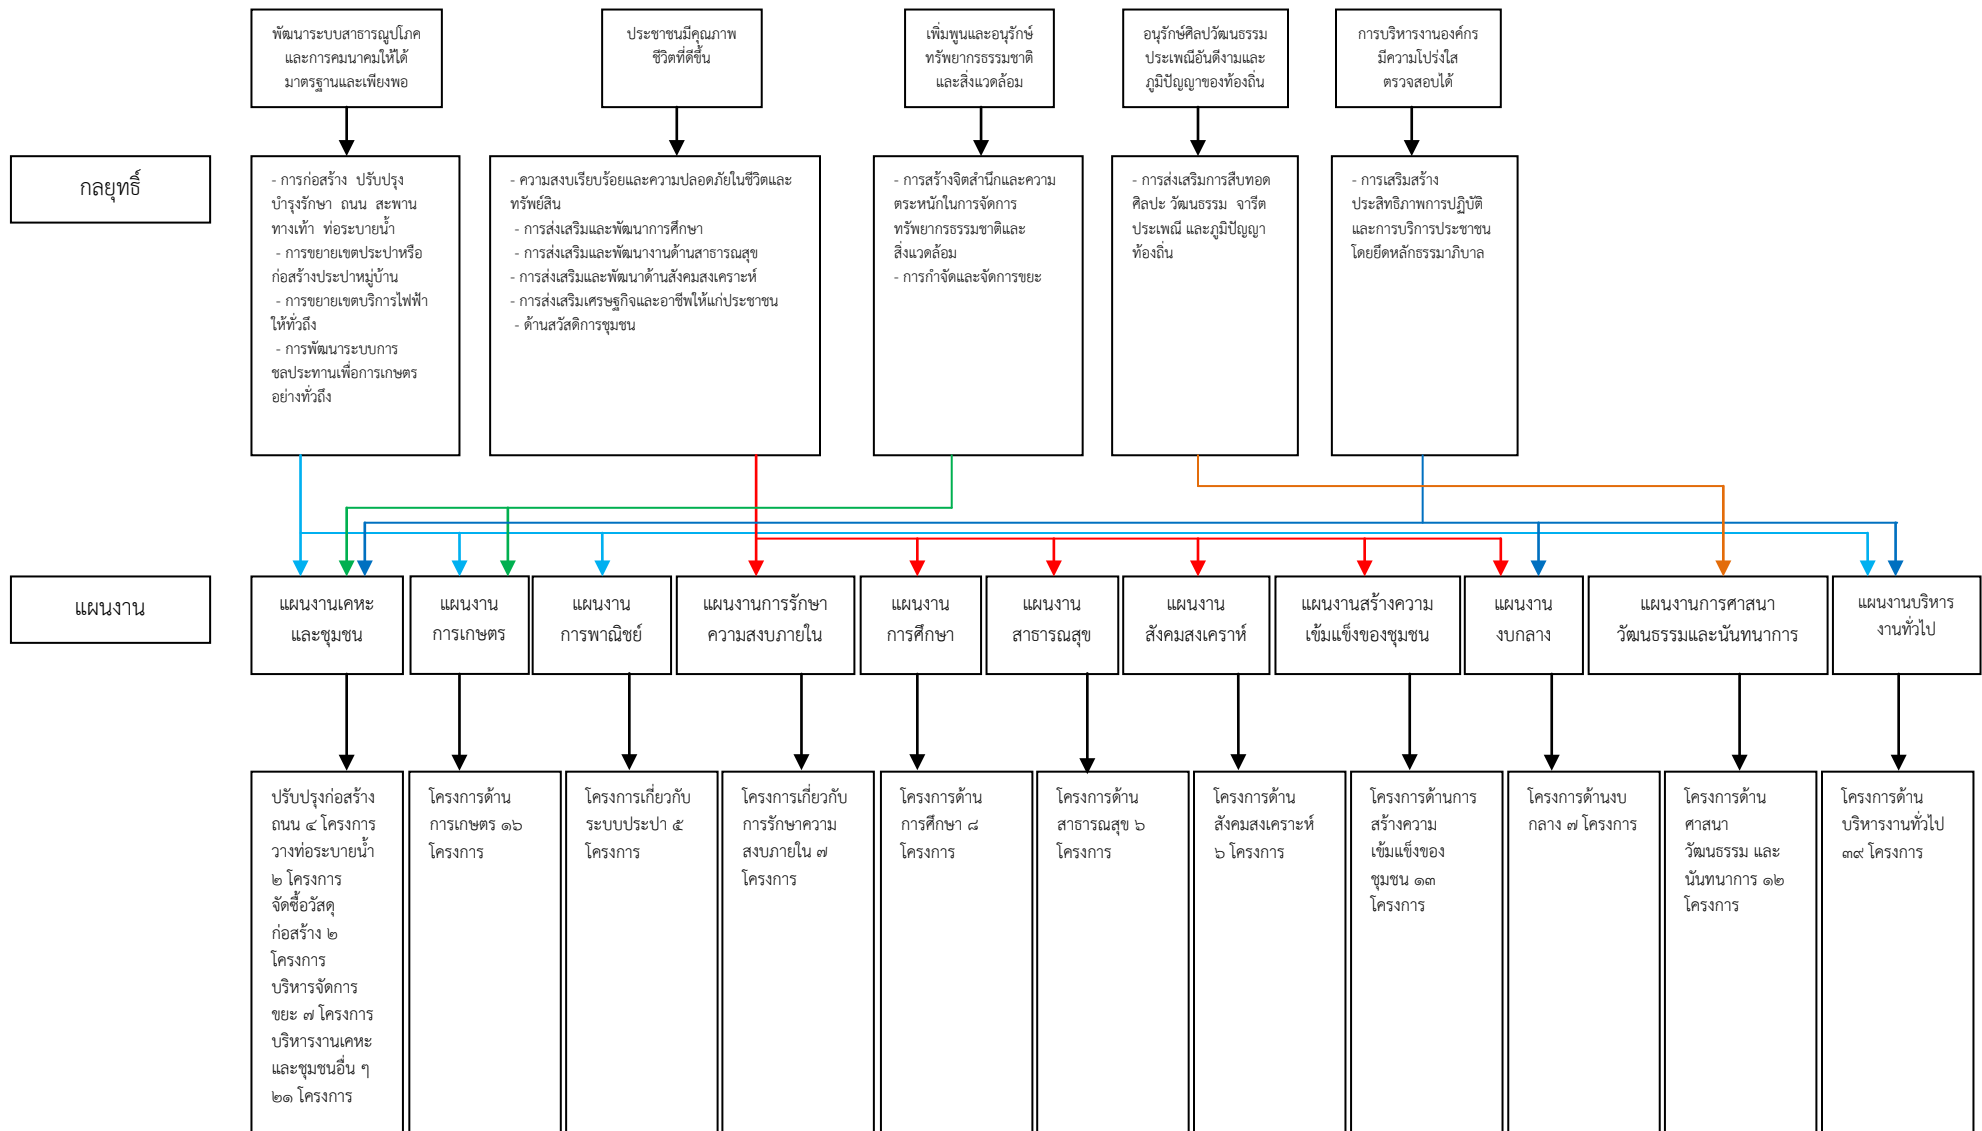 พัฒนาระบบสาธารณูปโภค
และการคมนาคมให้ได้
มาตรฐานและเพียงพอ
ประชาชนมีคุณภาพ
ชีวิตที่ดีขึ้น
เพิ่มพูนและอนุรักษ์
ทรัพยากรธรรมชาติ
และสิ่งแวดล้อม
อนุรักษ์ศิลปวัฒนธรรม
ประเพณีอันดีงามและ
ภูมิปัญญาของท้องถิ่น
การบริหารงานองค์กร
มีความโปร่งใส
ตรวจสอบได้
กลยุทธิ์
- การก่อสร้าง ปรับปรุง
บำรุงรักษา ถนน สะพาน
ทางเท้า ท่อระบายน้ำ
- การขยายเขตประปาหรือ
ก่อสร้างประปาหมู่บ้าน
- การขยายเขตบริการไฟฟ้า
ให้ทั่วถึง
- การพัฒนาระบบการ
ชลประทานเพื่อการเกษตร
อย่างทั่วถึง
- ความสงบเรียบร้อยและความปลอดภัยในชีวิตและ
ทรัพย์สิน
- การส่งเสริมและพัฒนาการศึกษา
- การส่งเสริมและพัฒนางานด้านสาธารณสุข
- การส่งเสริมและพัฒนาด้านสังคมสงเคราะห์
- การส่งเสริมเศรษฐกิจและอาชีพให้แก่ประชาชน
- ด้านสวัสดิการชุมชน
- การสร้างจิตสำนึกและความ
ตระหนักในการจัดการ
ทรัพยากรธรรมชาติและ
สิ่งแวดล้อม
- การกำจัดและจัดการขยะ
- การส่งเสริมการสืบทอด
ศิลปะ วัฒนธรรม จารีต
ประเพณี และภูมิปัญญา
ท้องถิ่น
- การเสริมสร้าง
ประสิทธิภาพการปฏิบัติ
และการบริการประชาชน
โดยยึดหลักธรรมาภิบาล
แผนงาน
แผนงานเคหะ
และชุมชน
แผนงาน
การเกษตร
แผนงาน
การพาณิชย์
แผนงานการรักษา
ความสงบภายใน
แผนงาน
การศึกษา
แผนงาน
สาธารณสุข
แผนงาน
สังคมสงเคราห์
แผนงานสร้างความ
เข้มแข็งของชุมชน
แผนงาน
งบกลาง
แผนงานการศาสนา
วัฒนธรรมและนันทนาการ
แผนงานบริหาร
งานทั่วไป
ปรับปรุงก่อสร้าง
ถนน ๔ โครงการ
วางท่อระบายน้ำ
๒ โครงการ
จัดซื้อวัสดุ
ก่อสร้าง ๒
โครงการ
บริหารจัดการ
ขยะ ๗ โครงการ
บริหารงานเคหะ
และชุมชนอื่น ๆ
๒๑ โครงการ
โครงการด้าน
การเกษตร ๑๖
โครงการ
โครงการเกี่ยวกับ
ระบบประปา ๕
โครงการ
โครงการเกี่ยวกับ
การรักษาความ
สงบภายใน ๗
โครงการ
โครงการด้าน
การศึกษา ๘
โครงการ
โครงการด้าน
สาธารณสุข ๖
โครงการ
โครงการด้าน
สังคมสงเคราะห์
๖ โครงการ
โครงการด้านการ
สร้างความ
เข้มแข็งของ
ชุมชน ๑๓
โครงการ
โครงการด้านงบ
กลาง ๗ โครงการ
โครงการด้าน
ศาสนา
วัฒนธรรม และ
นันทนาการ ๑๒
โครงการ
โครงการด้าน
บริหารงานทั่วไป
๓๙ โครงการ